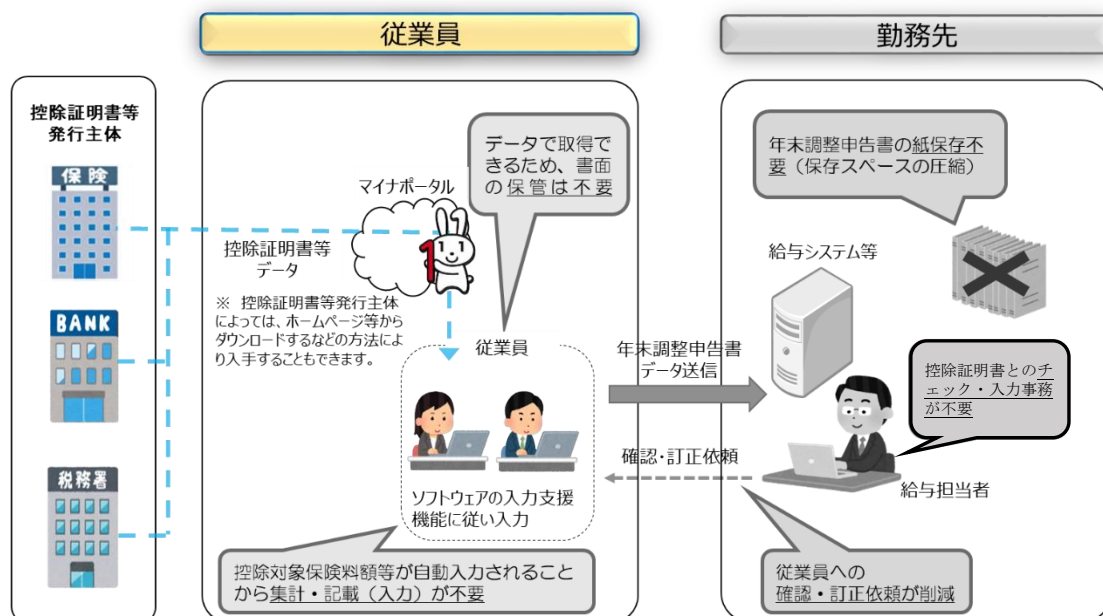 従業員
勤務先
控除証明書等
発行主体
保険
BANK
税務署
データで取得で
きるため、書面
の保管は不要
マイナポータル
1
控除証明書等
データ
※ 控除証明書等発行主体
によっては、ホームページ等から
ダウンロードするなどの方法によ
り入手することもできます。
従業員
ソフトウェアの入力支援
機能に従い入力
控除対象保険料額等が自動入力されること
から集計・記載（入力）が不要
年末調整申告書
データ送信
確認・訂正依頼
年末調整申告書の紙保存不
要（保存スペースの圧縮）
給与システム等
控除証明書とのチ
ェック・入力事務
が不要
給与担当者
従業員への
確認・訂正依頼が削減